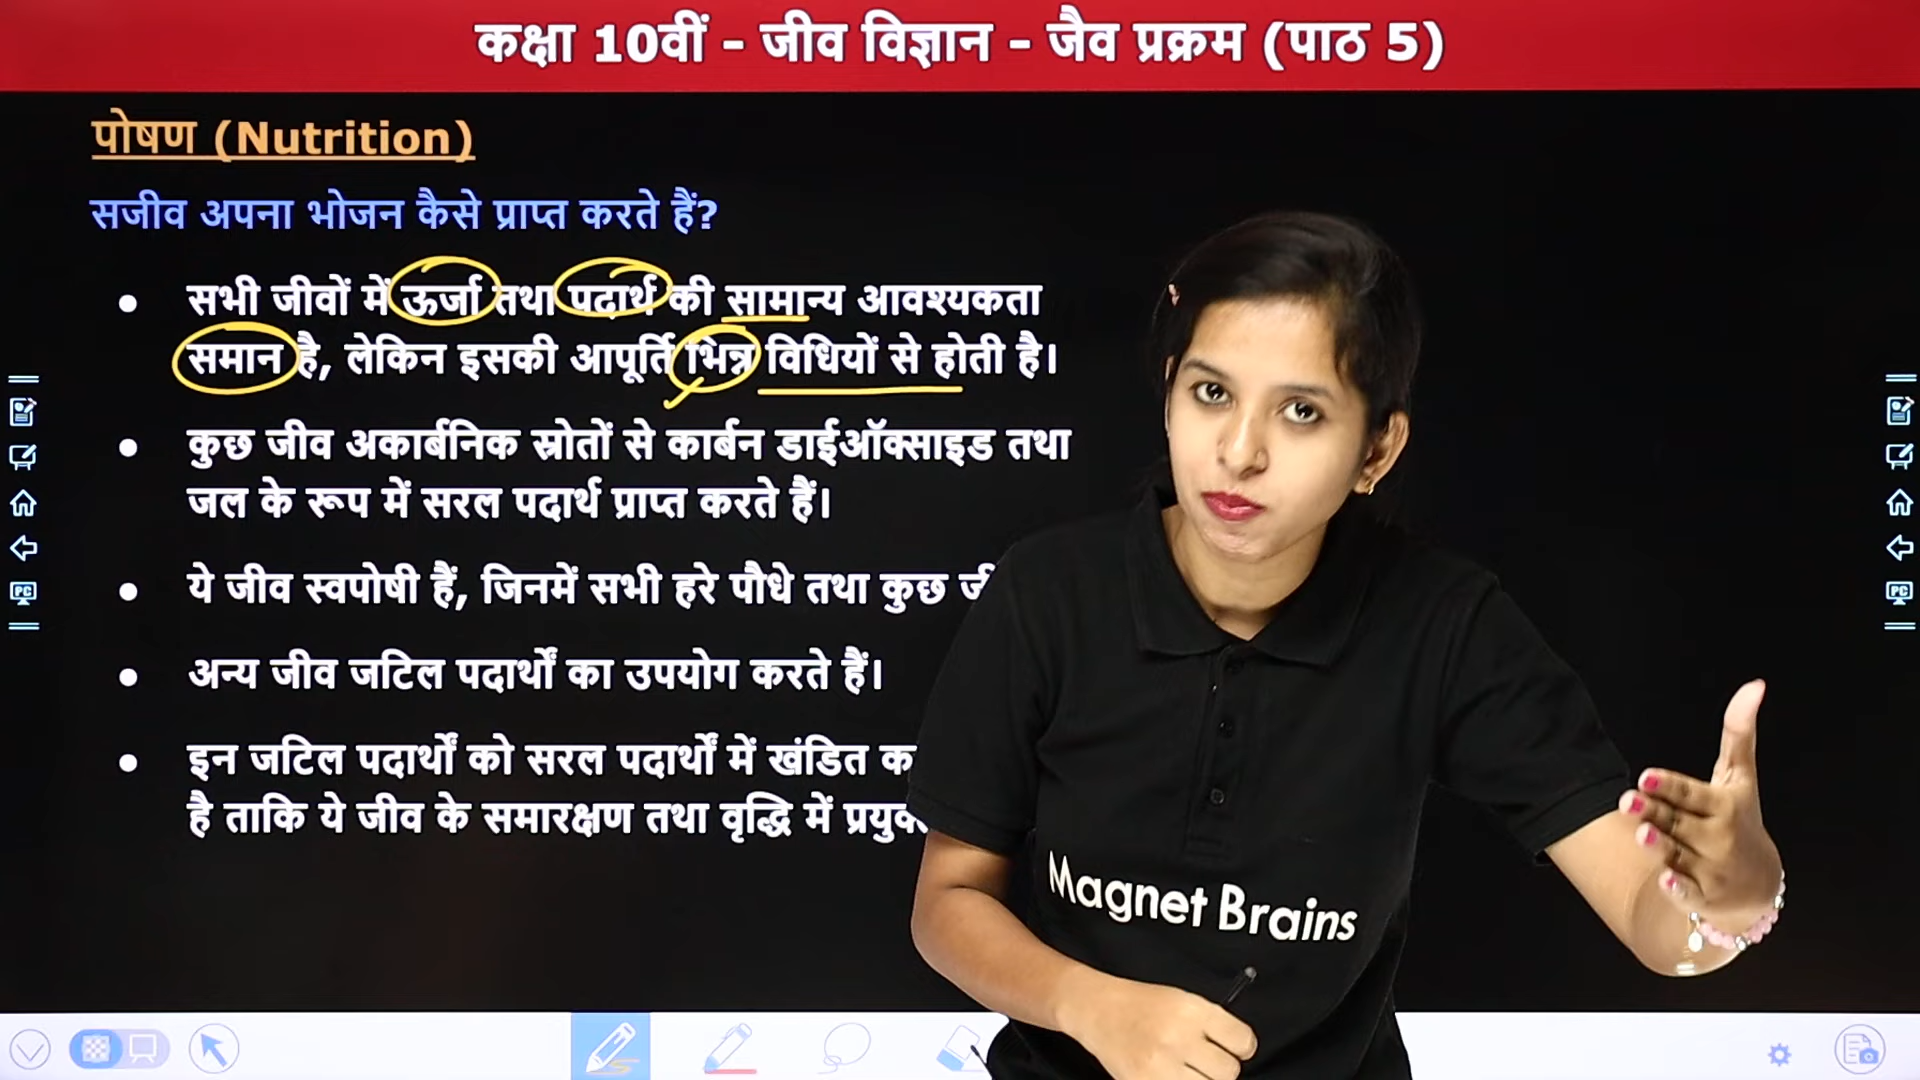 कक्षा 10वीं - जीव विज्ञान - जैव प्रक्रम (पाठ 5)
पोषण (Nutrition)
सजीव अपना भोजन कैसे प्राप्त करते हैं?
• सभी जीवों में ऊर्जा तथा पदार्थ की सामान्य आवश्यकता
समान है, लेकिन इसकी आपूर्ति भिन्न विधियों से होती है।
• कुछ जीव अकार्बनिक स्रोतों से कार्बन डाईऑक्साइड तथा
जल के रूप में सरल पदार्थ प्राप्त करते हैं।
• ये जीव स्वपोषी हैं, जिनमें सभी हरे पौधे तथा कुछ
• अन्य जीव जटिल पदार्थों का उपयोग करते हैं।
• इन जटिल पदार्थों को सरल पदार्थों में खंडित
है ताकि ये जीव के समारक्षण तथा वृद्धि में
Magnet Brains
PC
PC